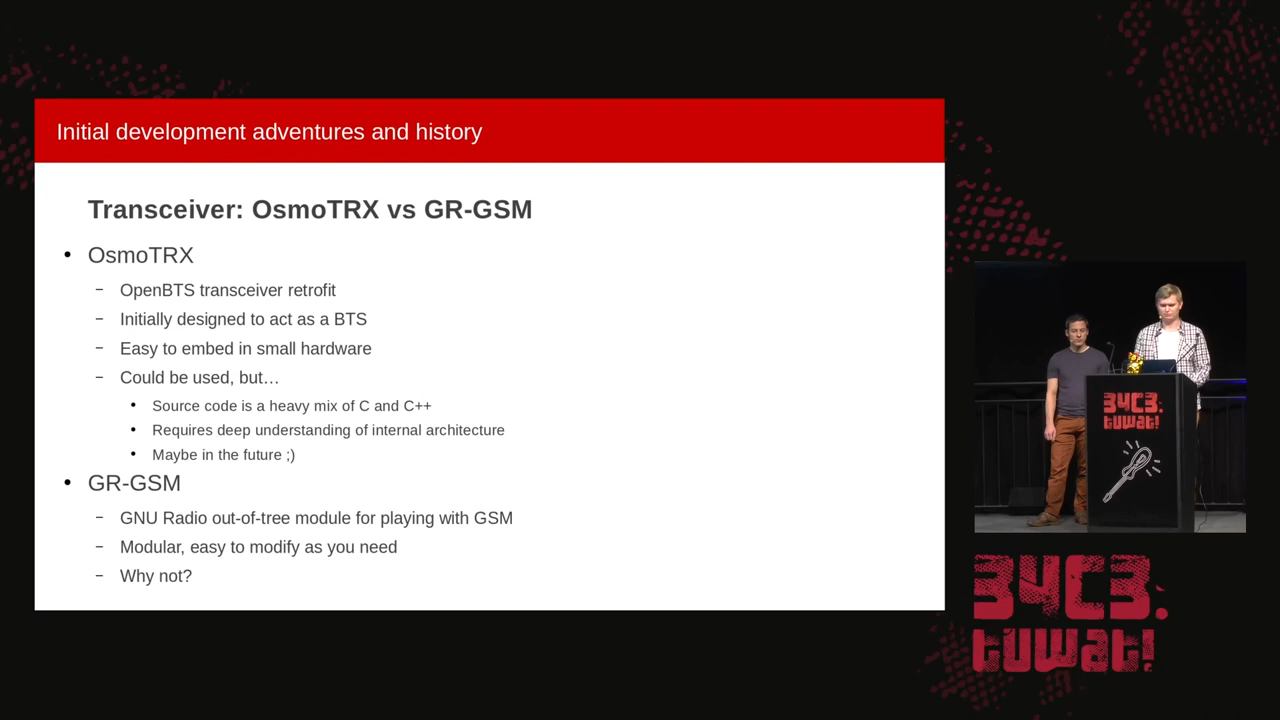 Initial development adventures and history
Transceiver: OsmoTRX vs GR-GSM
• OsmoTRX
– OpenBTS transceiver retrofit
– Initially designed to act as a BTS
– Easy to embed in small hardware
– Could be used, but…
• Source code is a heavy mix of C and C++
• Requires deep understanding of internal architecture
• Maybe in the future ;)
• GR-GSM
– GNU Radio out-of-tree module for playing with GSM
– Modular, easy to modify as you need
– Why not?
34C3.
tuwat!
34C3.
tuwat!